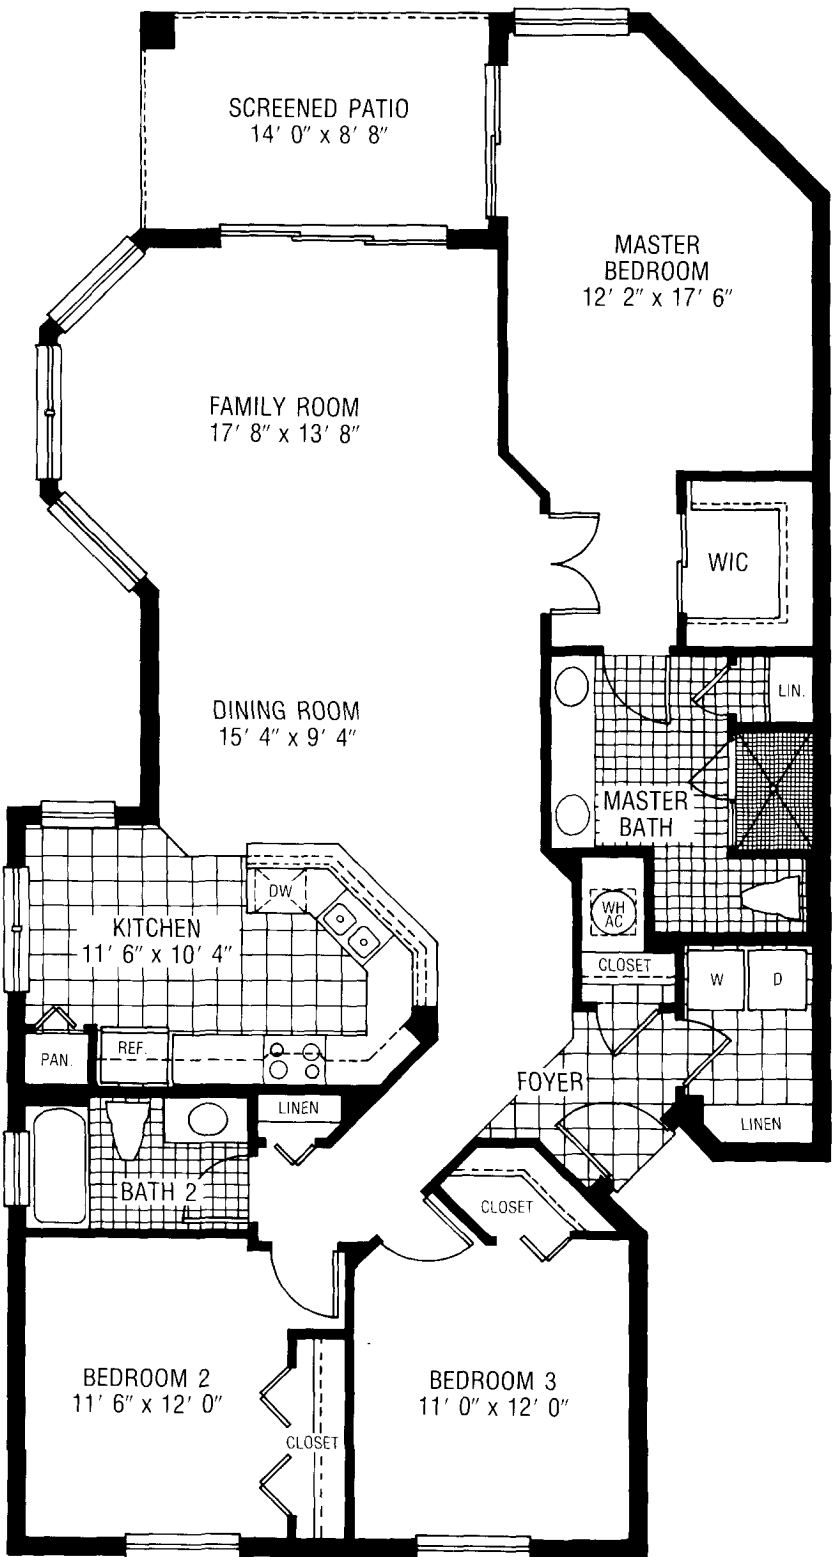 SCREENED PATIO
14' 0" x 8' 8"
MASTER
BEDROOM
12' 2" x 17' 6"
FAMILY ROOM
17' 8" x 13' 8"
WIC
LIN.
DINING ROOM
15' 4" x 9' 4"
MASTER
BATH
DW
WH
AC
KITCHEN
11' 6" x 10' 4"
CLOSET
W
D
PAN.
REF.
FOYER
LINEN
LINEN
BATH 2
CLOSET
BEDROOM 2
11' 6" x 12' 0"
BEDROOM 3
11' 0" x 12' 0"
CLOSET